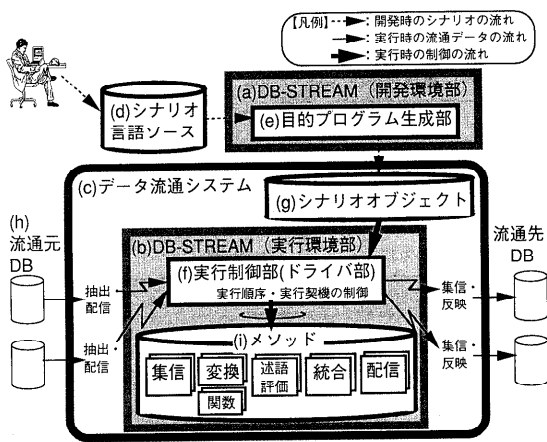 【凡例】
:開発時のシナリオの流れ
:実行時の流通データの流れ
:実行時の制御の流れ
(a)DB-STREAM（開発環境部）
(d)シナリオ
言語ソース
(e)目的プログラム生成部
(c)データ流通システム
(g)シナリオオブジェクト
(h)
流通元
DB
(b)DB-STREAM（実行環境部）
流通先
DB
(f)実行制御部(ドライバ部)
実行順序・実行契機の制御
抽出・
配信
集信・
反映
抽出・
配信
集信・
反映
(i)メソッド
集信
変換
述語
評価
統合
配信
関数